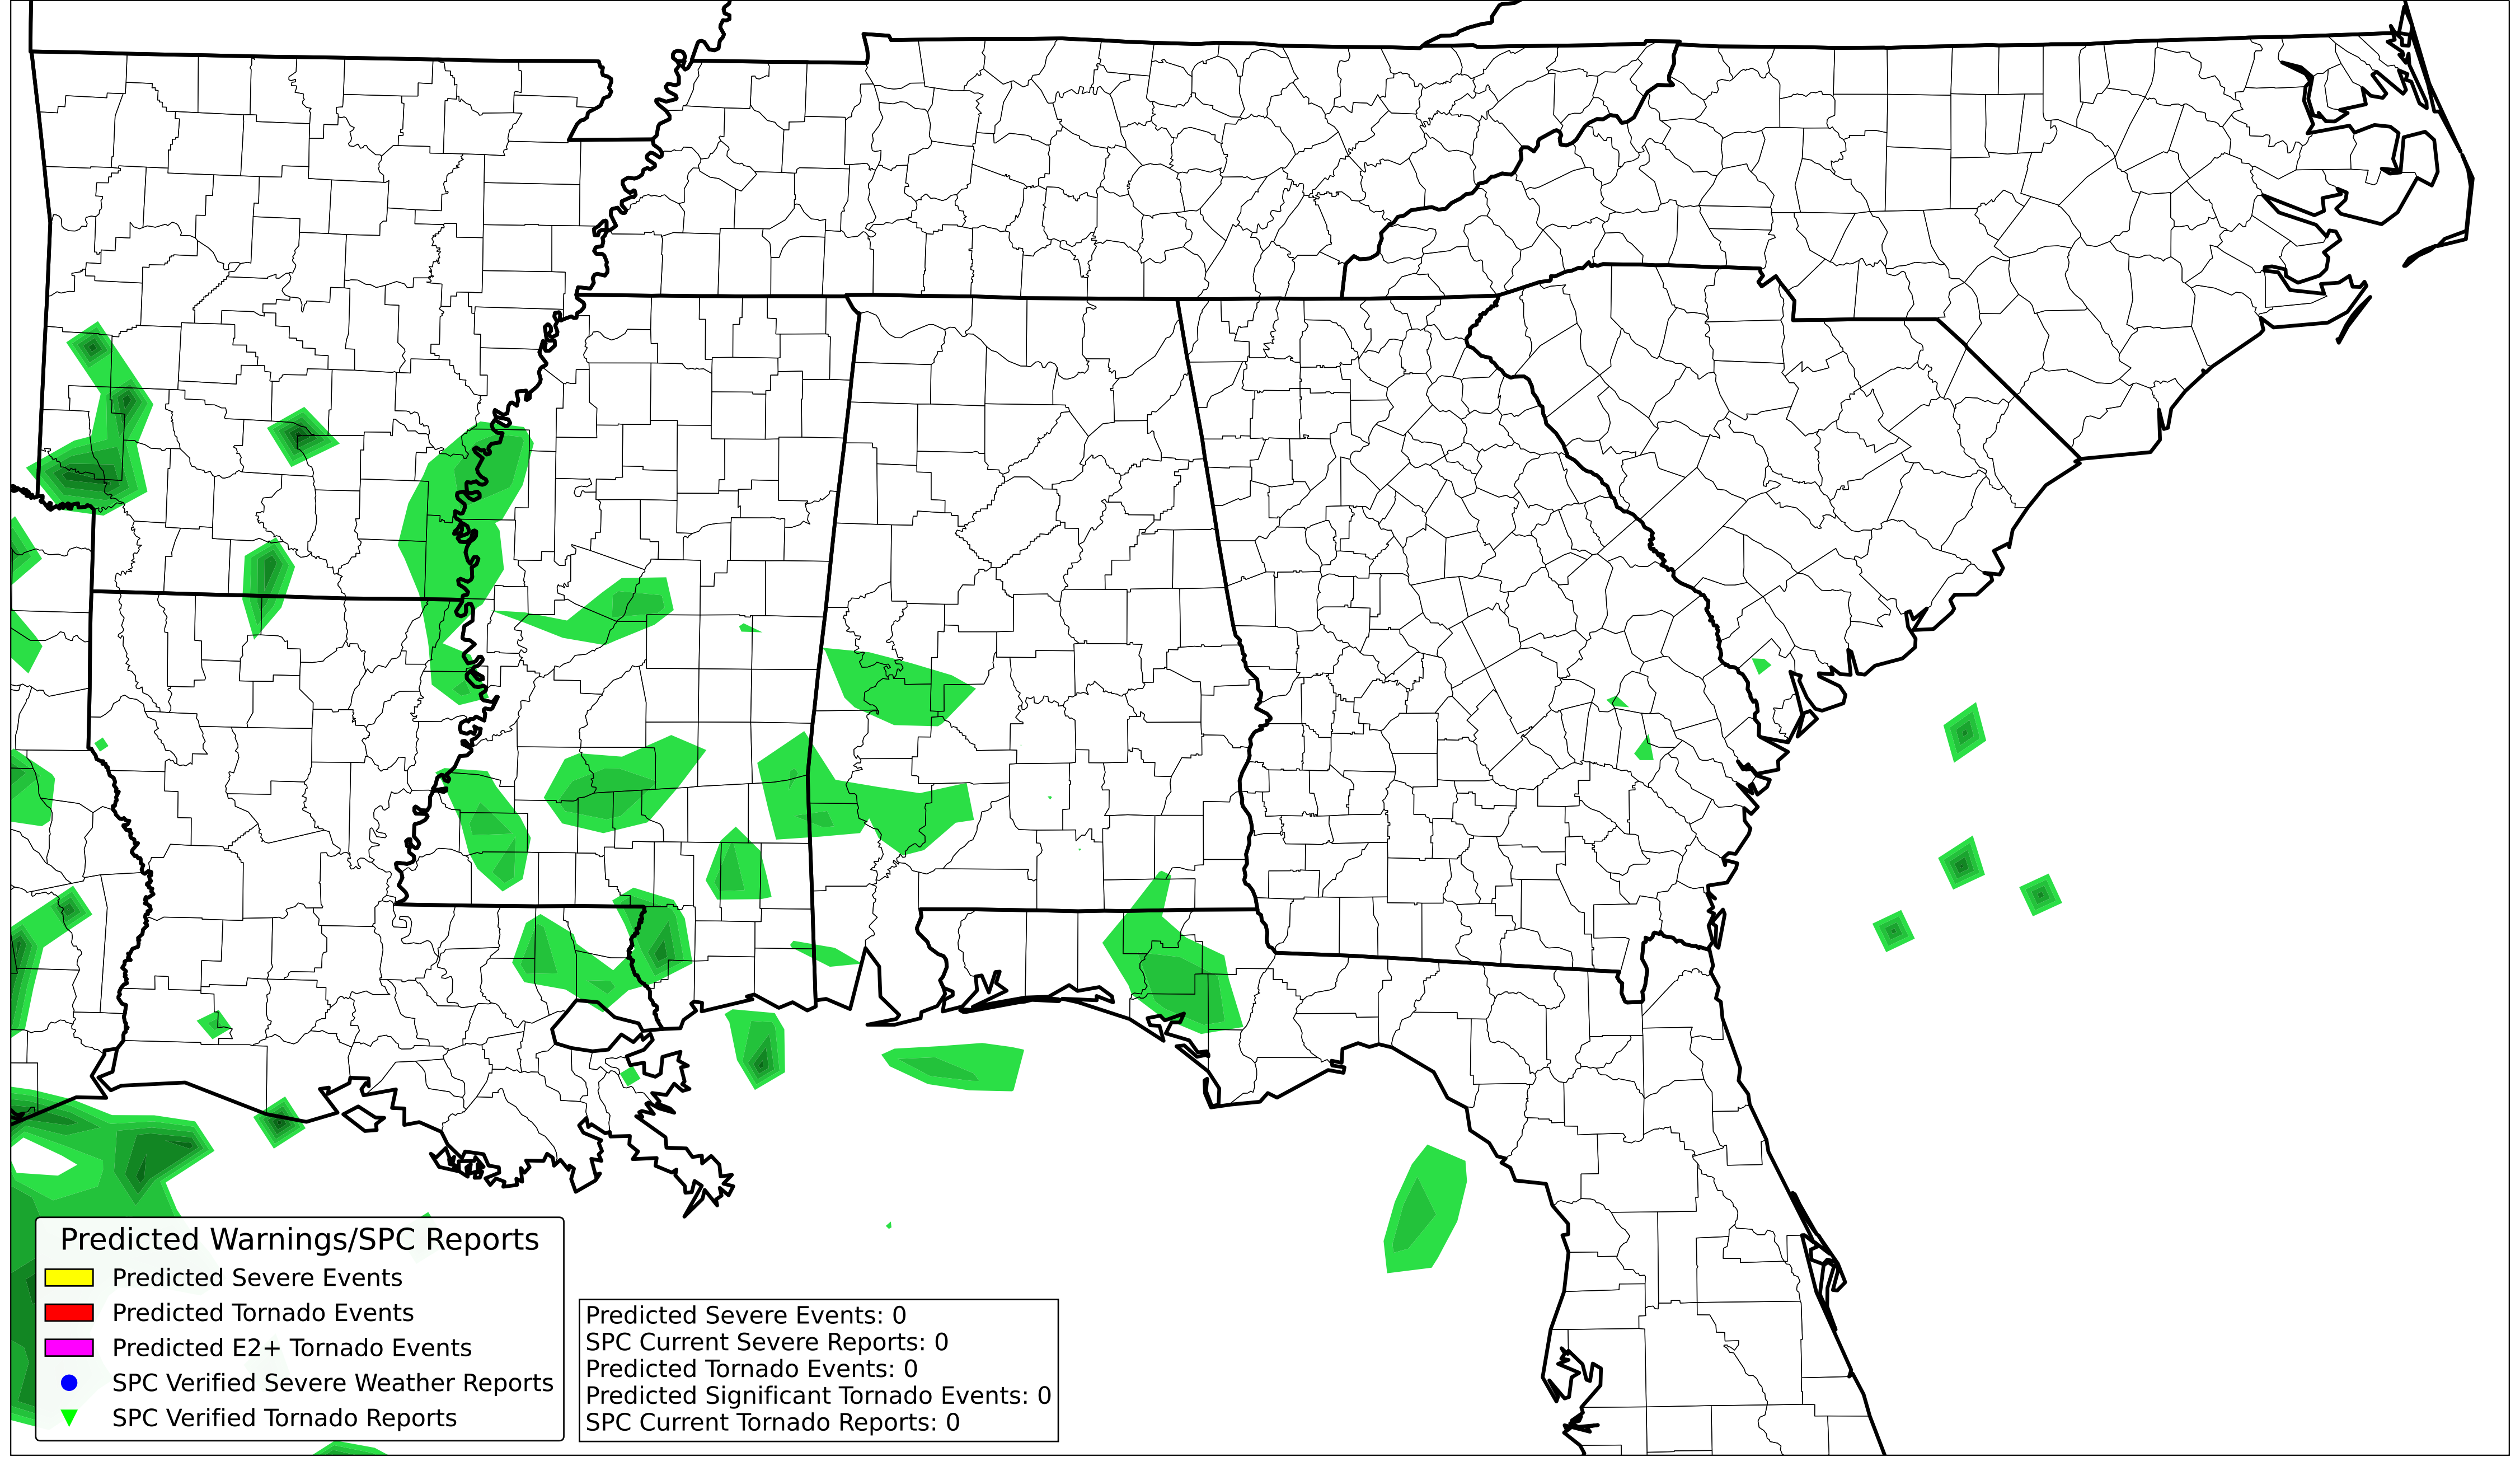 Predicted Warnings/SPC Reports
Predicted Severe Events
Predicted Tornado Events
Predicted E2+ Tornado Events
SPC Verified Severe Weather Reports
SPC Verified Tornado Reports
Predicted Severe Events: 0
SPC Current Severe Reports: 0
Predicted Tornado Events: 0
Predicted Significant Tornado Events: 0
SPC Current Tornado Reports: 0